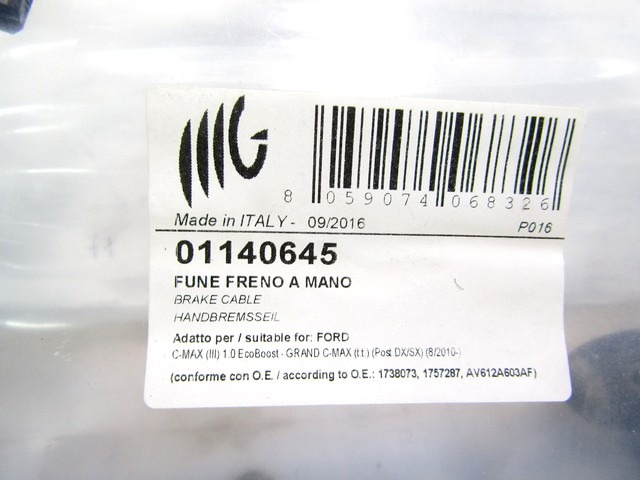 8 059074 068326
Made in ITALY - 09/2016
P016
01140645
FUNE FRENO A MANO
BRAKE CABLE
HANDBREMSSEIL
Adatto per / suitable for: FORD
C-MAX (III) 1.0 EcoBoost - GRAND C-MAX (t.t.) (Post DX/SX) (8/2010-)
(conforme con O.E. / according to O.E.: 1738073, 1757287, AV612A603AF)